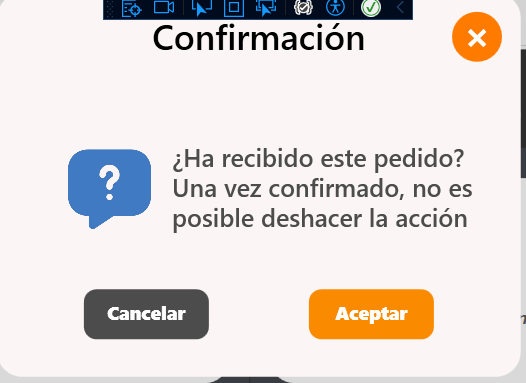 Confirmación
¿Ha recibido este pedido?
Una vez confirmado, no es
posible deshacer la acción
Cancelar
Aceptar